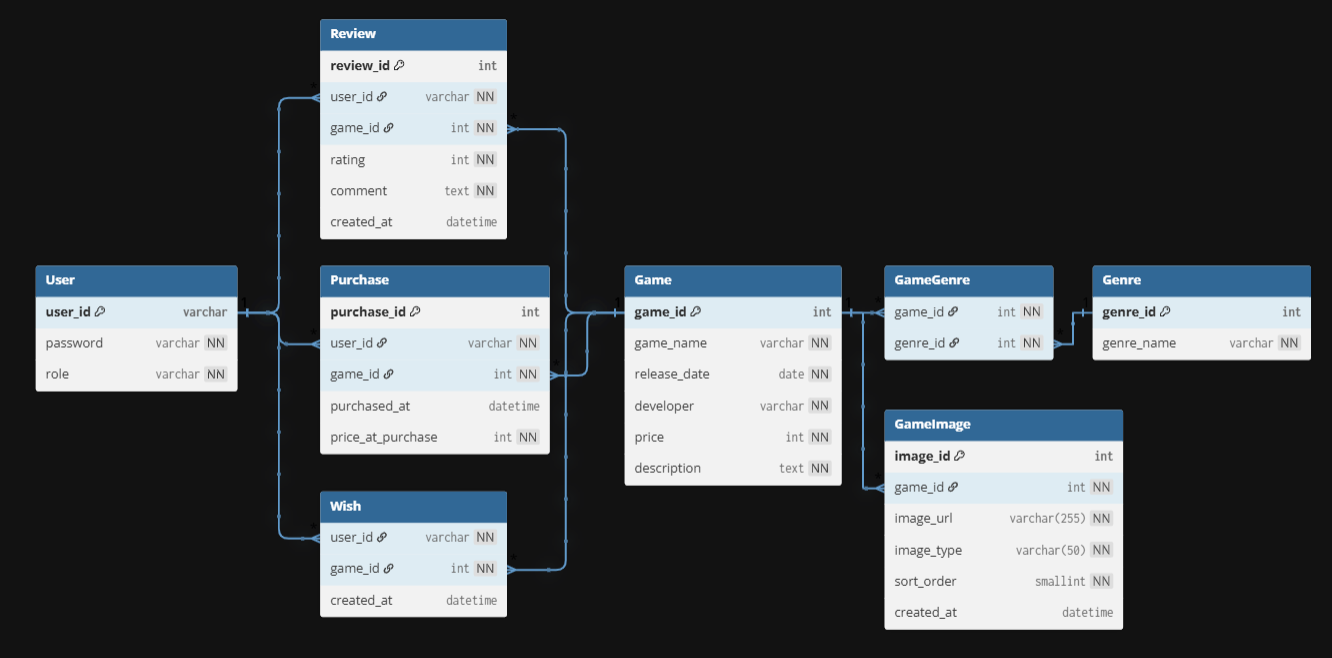 Review
review_id int
user_id varchar NN
game_id int NN
rating int NN
comment text NN
created_at datetime
User
user_id varchar
password varchar NN
role varchar NN
1
Purchase
purchase_id int
user_id varchar NN
game_id int NN
purchased_at datetime
price_at_purchase int NN
Wish
user_id varchar NN
game_id int NN
created_at datetime
1
Game
game_id int
game_name varchar NN
release_date date NN
developer varchar NN
price int NN
description text NN
1
GameGenre
game_id int NN
genre_id int NN
1
Genre
genre_id int
genre_name varchar NN
GameImage
image_id int
game_id int NN
image_url varchar(255) NN
image_type varchar(50) NN
sort_order smallint NN
created_at datetime